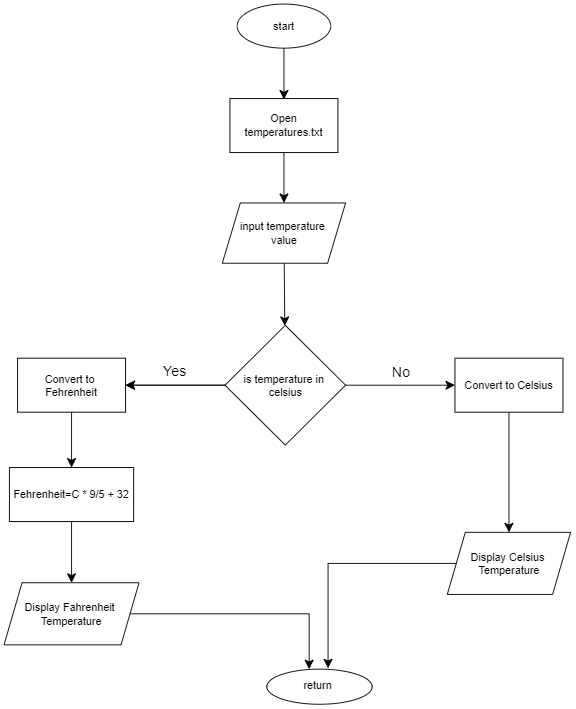 start
Open
temperatures.txt
input temperature
value
is temperature in
celsius
Yes
No
Convert to
Fehrenheit
Convert to Celsius
Fehrenheit=C * 9/5 + 32
Display Celsius
Temperature
Display Fahrenheit
Temperature
return